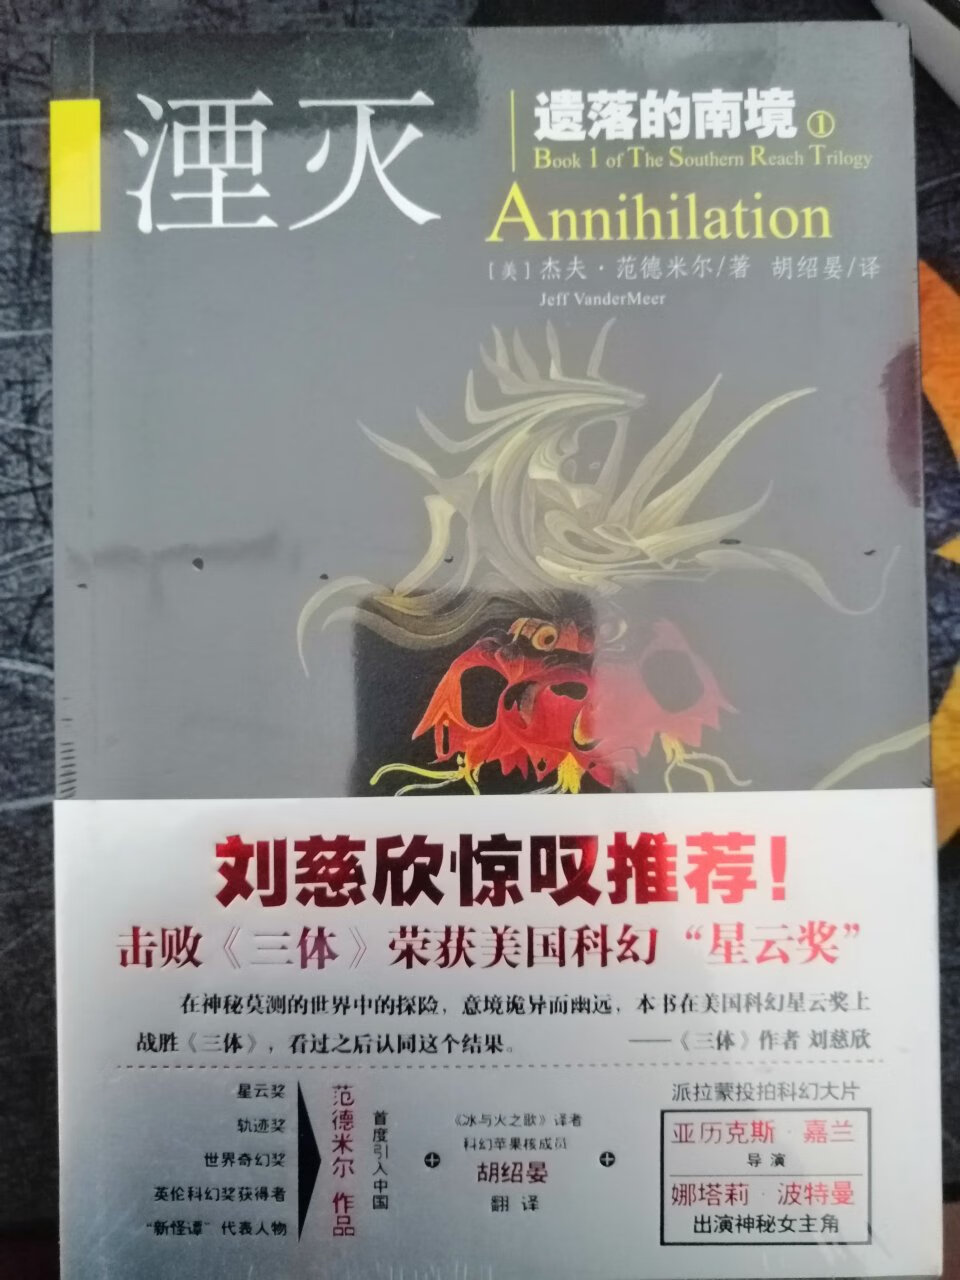 湮灭
遗落的南境①
Book 1 of The Southern Reach Trilogy
Annihilation
[美]杰夫·范德米尔/著 胡绍晏/译
Jeff VanderMeer
刘慈欣惊叹推荐!
击败《三体》荣获美国科幻“星云奖”
在神秘莫测的世界中的探险，意境诡异而幽远，本书在美国科幻星云奖上
战胜《三体》，看过之后认同这个结果。
——《三体》作者 刘慈欣
星云奖
轨迹奖
世界奇幻奖
英伦科幻奖获得者
“新怪谭”代表人物
范德米尔 作品
首度引入中国
+
《冰与火之歌》译者
科幻苹果核成员
胡绍晏
翻译
+
派拉蒙投拍科幻大片
亚历克斯·嘉兰
导演
娜塔莉·波特曼
出演神秘女主角